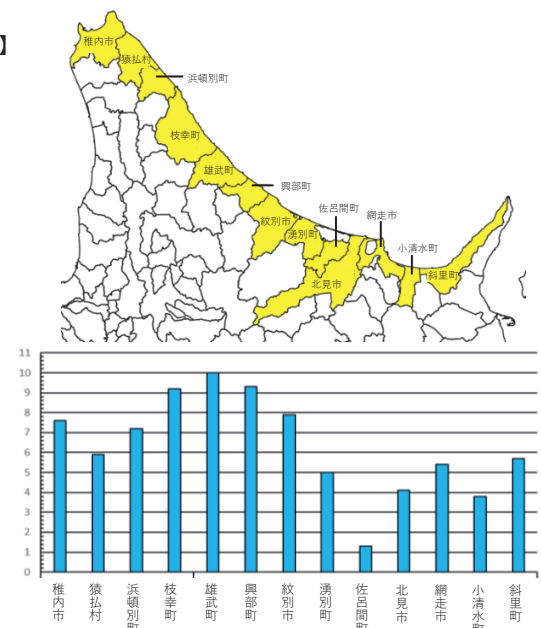 】
稚内市
猿払村
浜頓別町
枝幸町
雄武町
興部町
佐呂間町
網走市
紋別市
湧別町
小清水町
斜里町
北見市
11
10
9
8
7
6
5
4
3
2
1
0
稚内市
猿払村
浜頓別町
枝幸町
雄武町
興部町
紋別市
湧別町
佐呂間町
北見市
網走市
小清水町
斜里町